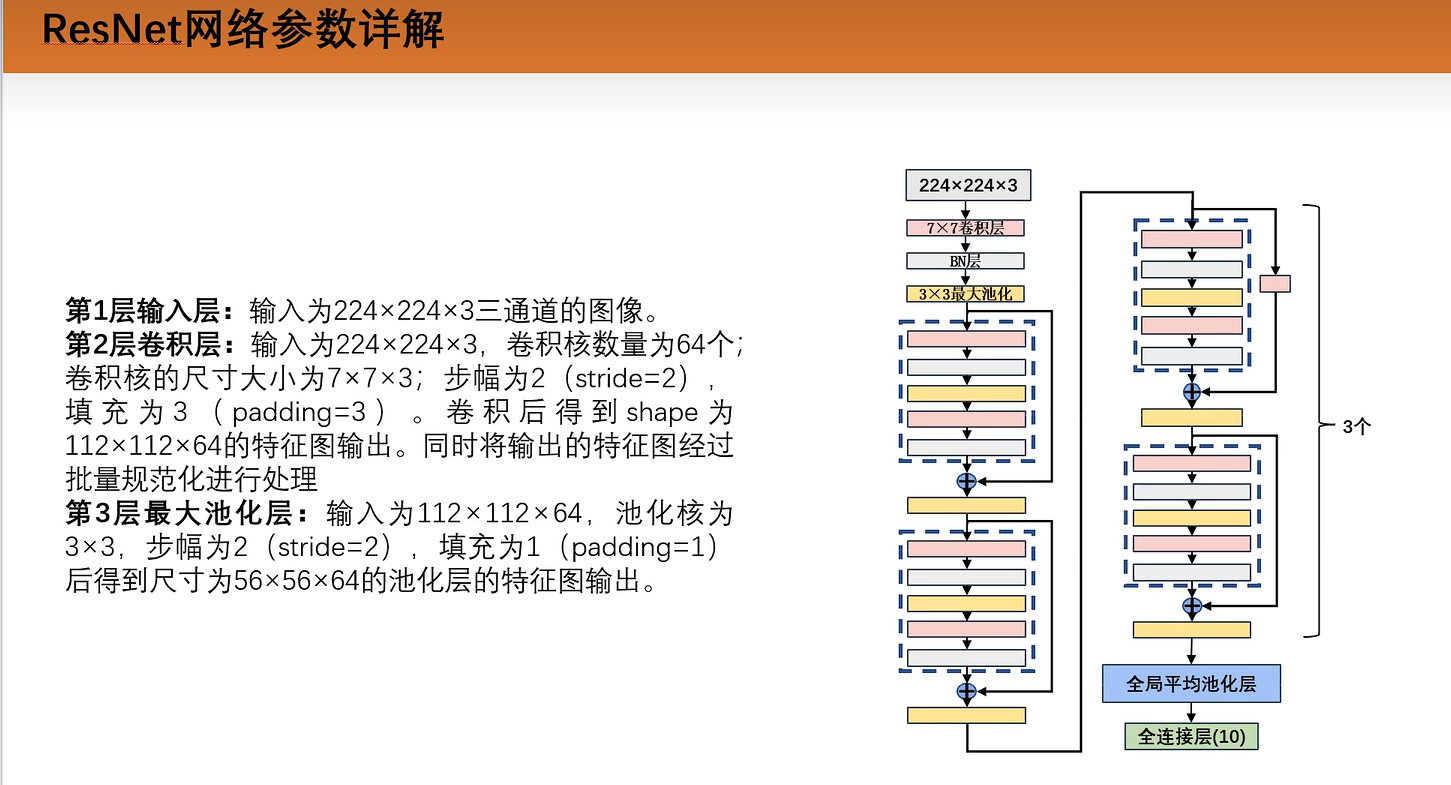 ResNet网络参数详解
第1层输入层：输入为224×224×3三通道的图像。
第2层卷积层：输入为224×224×3，卷积核数量为64个；
卷积核的尺寸大小为7×7×3；步幅为2（stride=2），
填充为3（padding=3）。卷积后得到shape为
112×112×64的特征图输出。同时将输出的特征图经过
批量规范化进行处理
第3层最大池化层：输入为112×112×64，池化核为
3×3，步幅为2（stride=2），填充为1（padding=1）
后得到尺寸为56×56×64的池化层的特征图输出。
224×224×3
7×7卷积层
BN层
3×3最大池化
3个
全局平均池化层
全连接层(10)